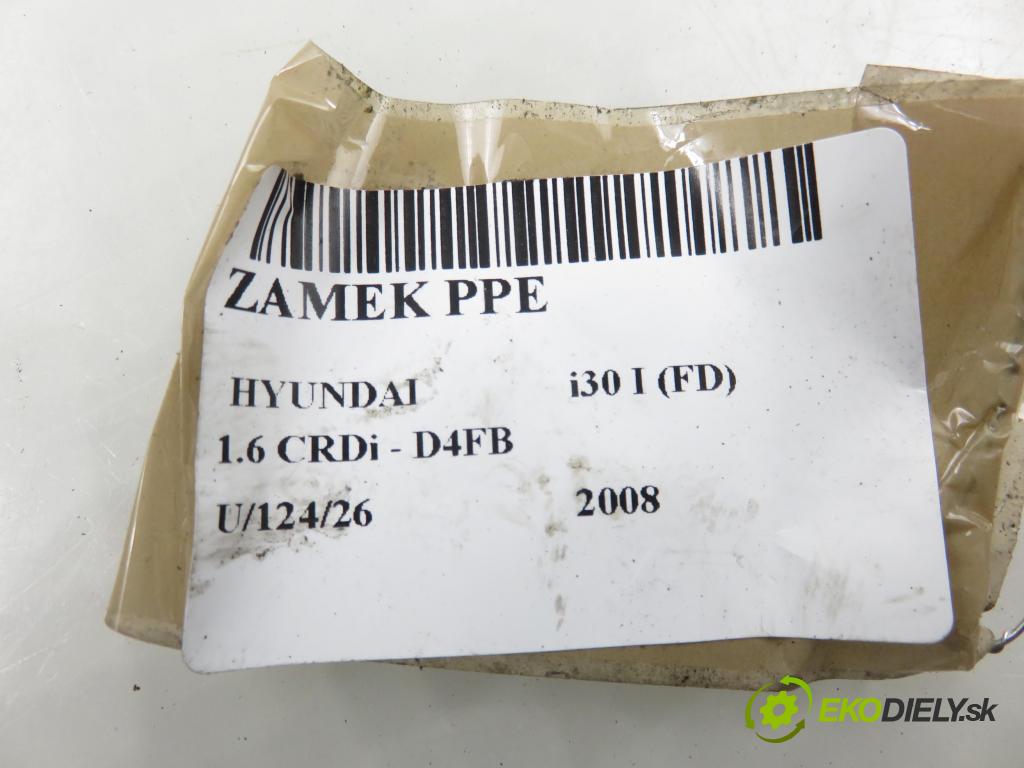 ZAMEK PPE
HYUNDAI i30 I (FD)
1.6 CRDi - D4FB
U/124/26 2008
EKODIELY.sk